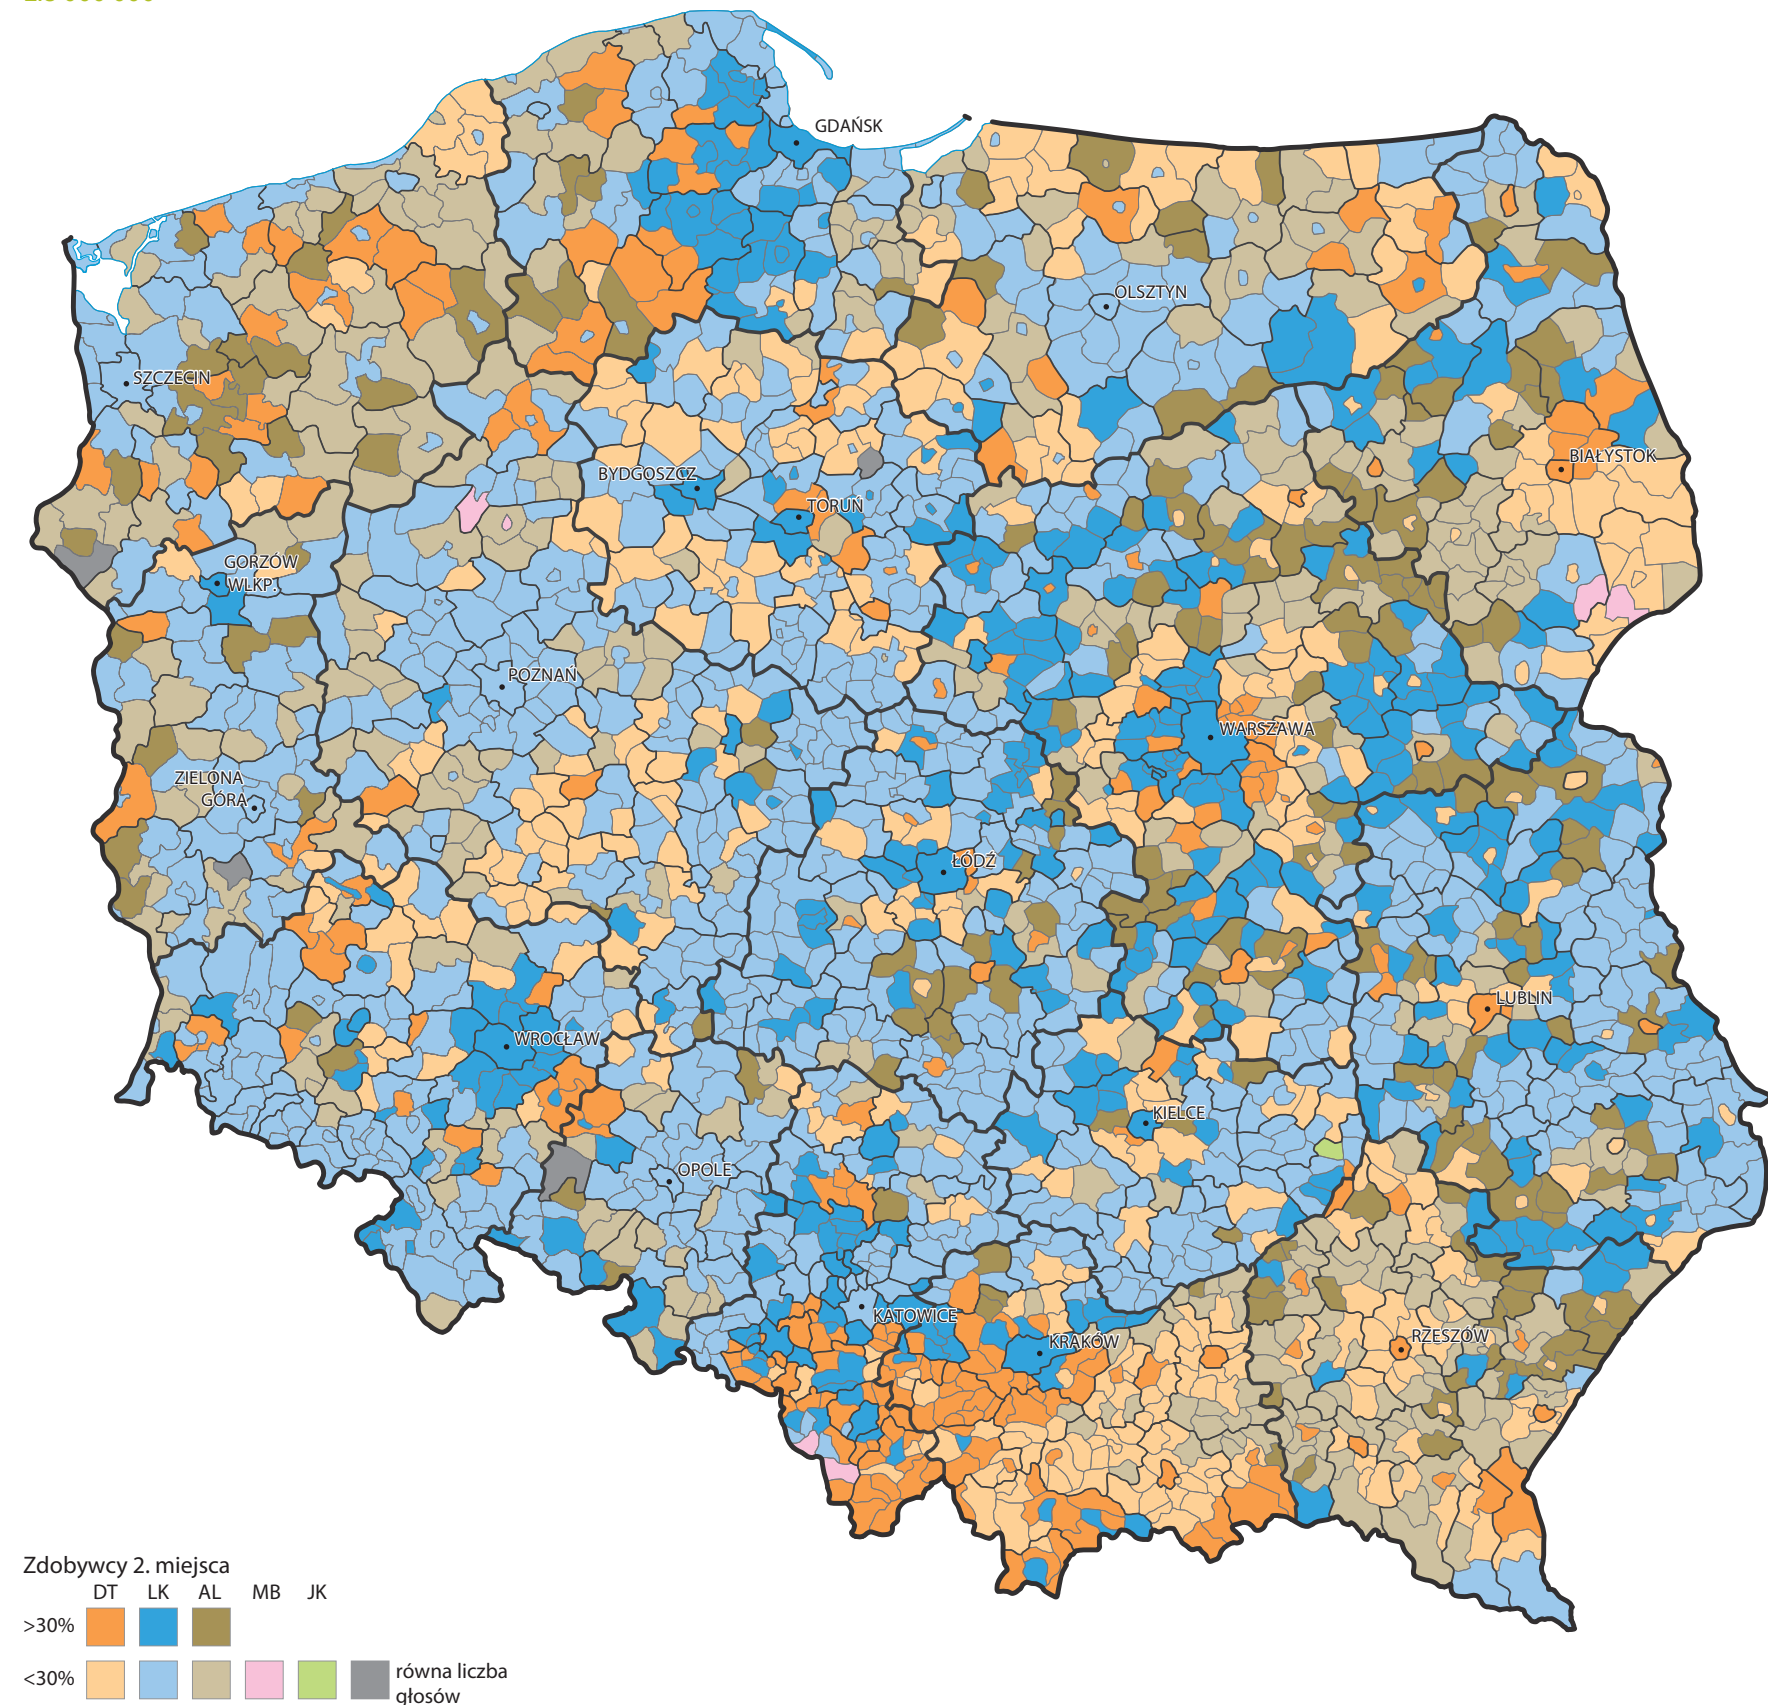 GDAŃSK
OLSZTYN
SZCZECIN
BIAŁYSTOK
BYDGOSZCZ
TORUŃ
GORZÓW
WLKP.
POZNAŃ
WARSZAWA
ZIELONA
GÓRA
ŁÓDŹ
LUBLIN
WROCŁAW
KIELCE
OPOLE
KATOWICE
KRAKÓW
RZESZÓW
Zdobywcy 2. miejsca
DT LK AL MB JK
>30%
<30%
równa liczba
głosów